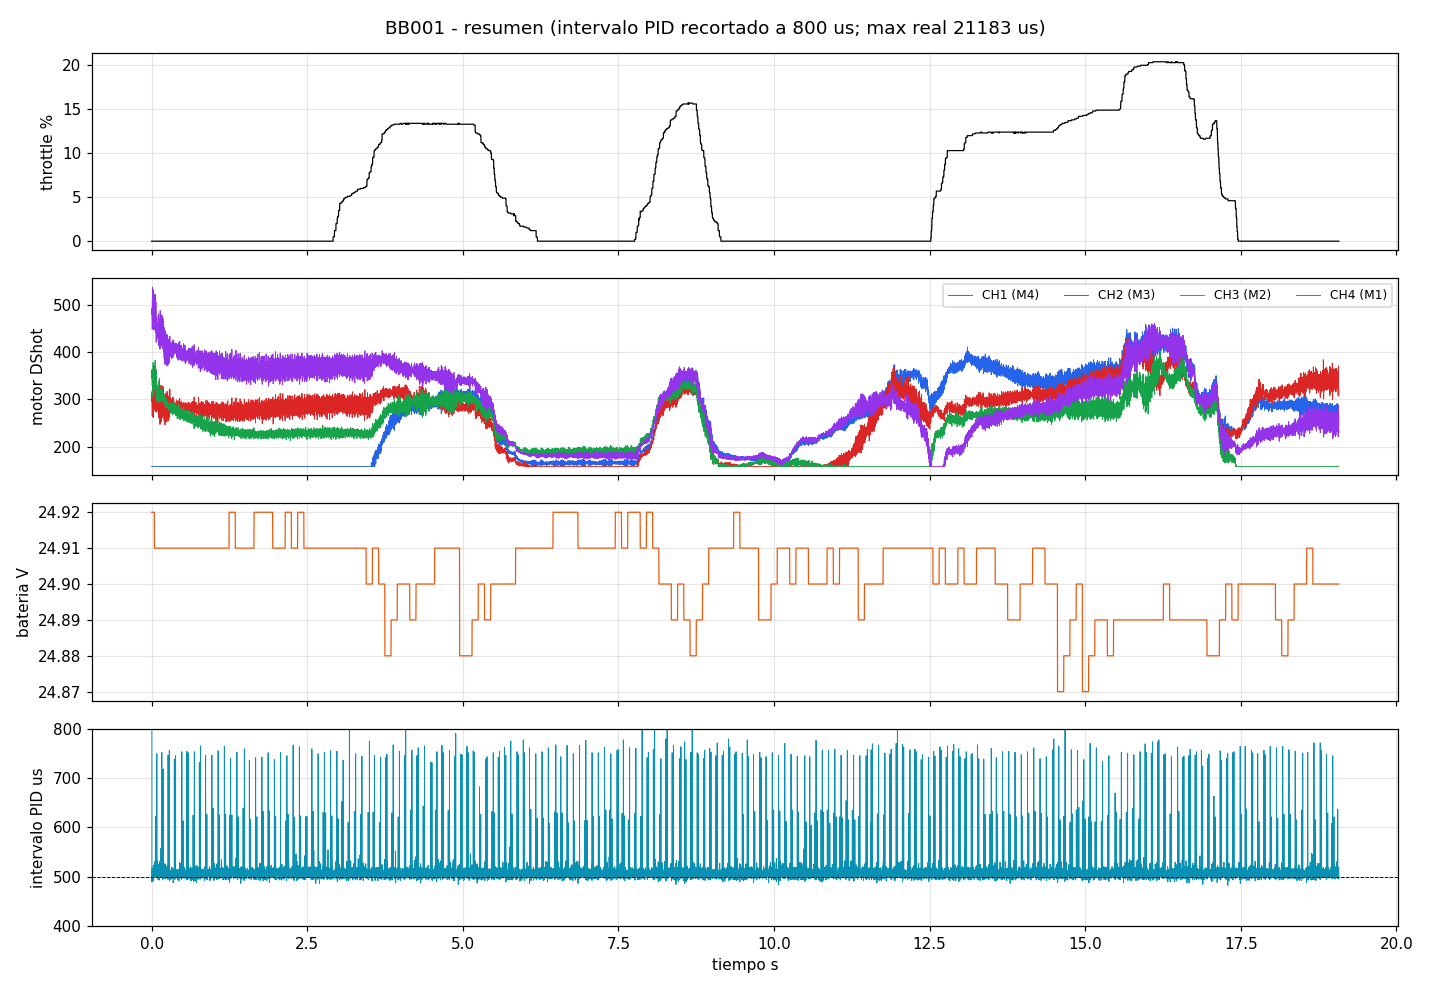 BB001 - resumen (intervalo PID recortado a 800 us; max real 21183 us)
throttle %
20
15
10
5
0
motor DShot
500
400
300
200
CH1 (M4) CH2 (M3) CH3 (M2) CH4 (M1)
bateria V
24.92
24.91
24.90
24.89
24.88
24.87
intervalo PID us
800
700
600
500
400
0.0 2.5 5.0 7.5 10.0 12.5 15.0 17.5 20.0
tiempo s